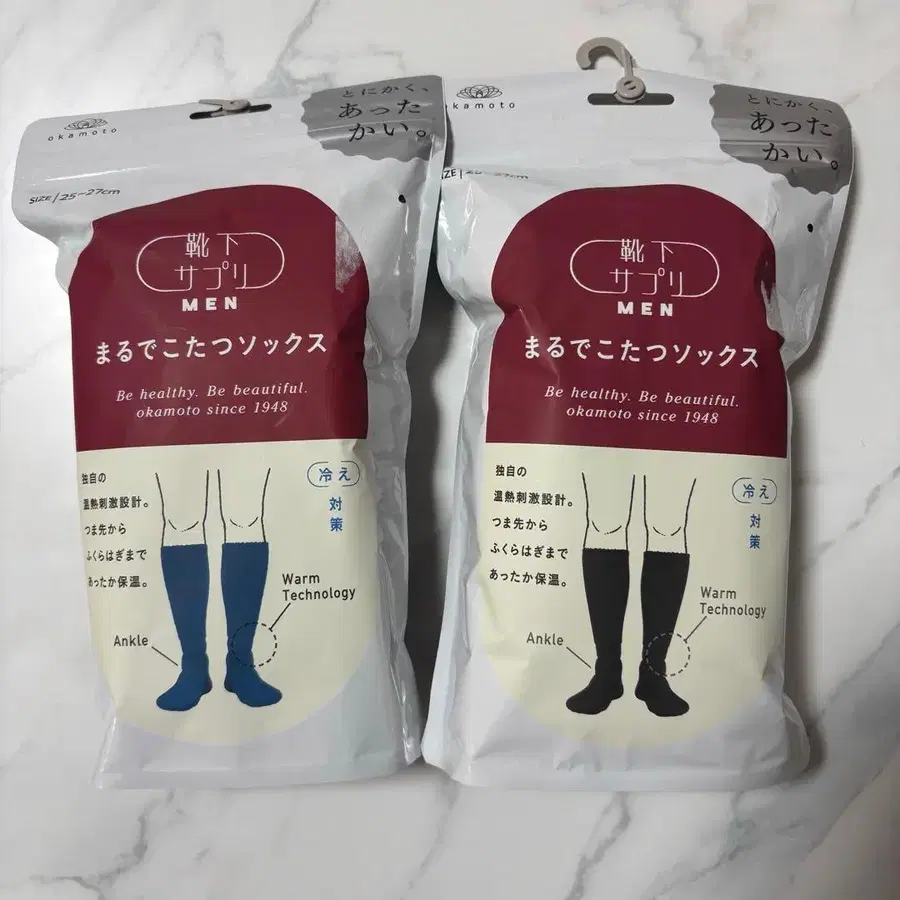 okamoto
とにかく、
あった
かい。
SIZE / 25~27cm
靴下
サプリ
MEN
まるでこたつソックス
Be healthy. Be beautiful.
okamoto since 1948
独自の
温熱刺激設計。
つま先から
ふくらはぎまで
あったか保温。
冷え
対策
Warm
Technology
Ankle
okamoto
とにかく、
あった
かい。
SIZE / 25~27cm
靴下
サプリ
MEN
まるでこたつソックス
Be healthy. Be beautiful.
okamoto since 1948
独自の
温熱刺激設計。
つま先から
ふくらはぎまで
あったか保温。
冷え
対策
Warm
Technology
Ankle